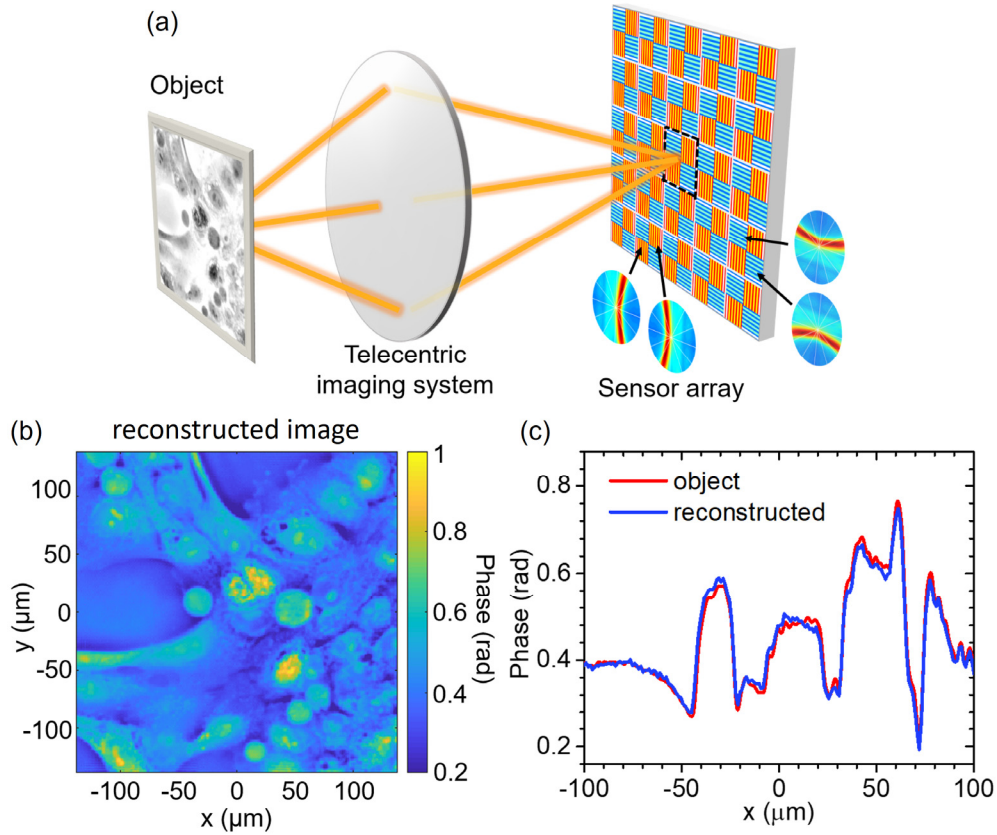 (a)
Object
Telecentric
imaging system
Sensor array
(b)
reconstructed image
100
50
0
-50
-100
y (µm)
-100
-50
0
50
100
x (µm)
1
0.8
0.6
0.4
0.2
Phase (rad)
(c)
object
reconstructed
0.8
0.6
0.4
0.2
Phase (rad)
-100
-50
0
50
100
x (µm)